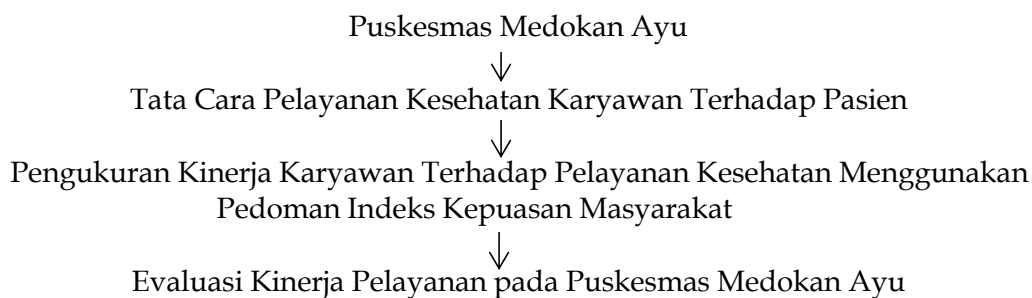 Puskesmas Medokan Ayu
Tata Cara Pelayanan Kesehatan Karyawan Terhadap Pasien
Pengukuran Kinerja Karyawan Terhadap Pelayanan Kesehatan Menggunakan
Pedoman Indeks Kepuasan Masyarakat
Evaluasi Kinerja Pelayanan pada Puskesmas Medokan Ayu